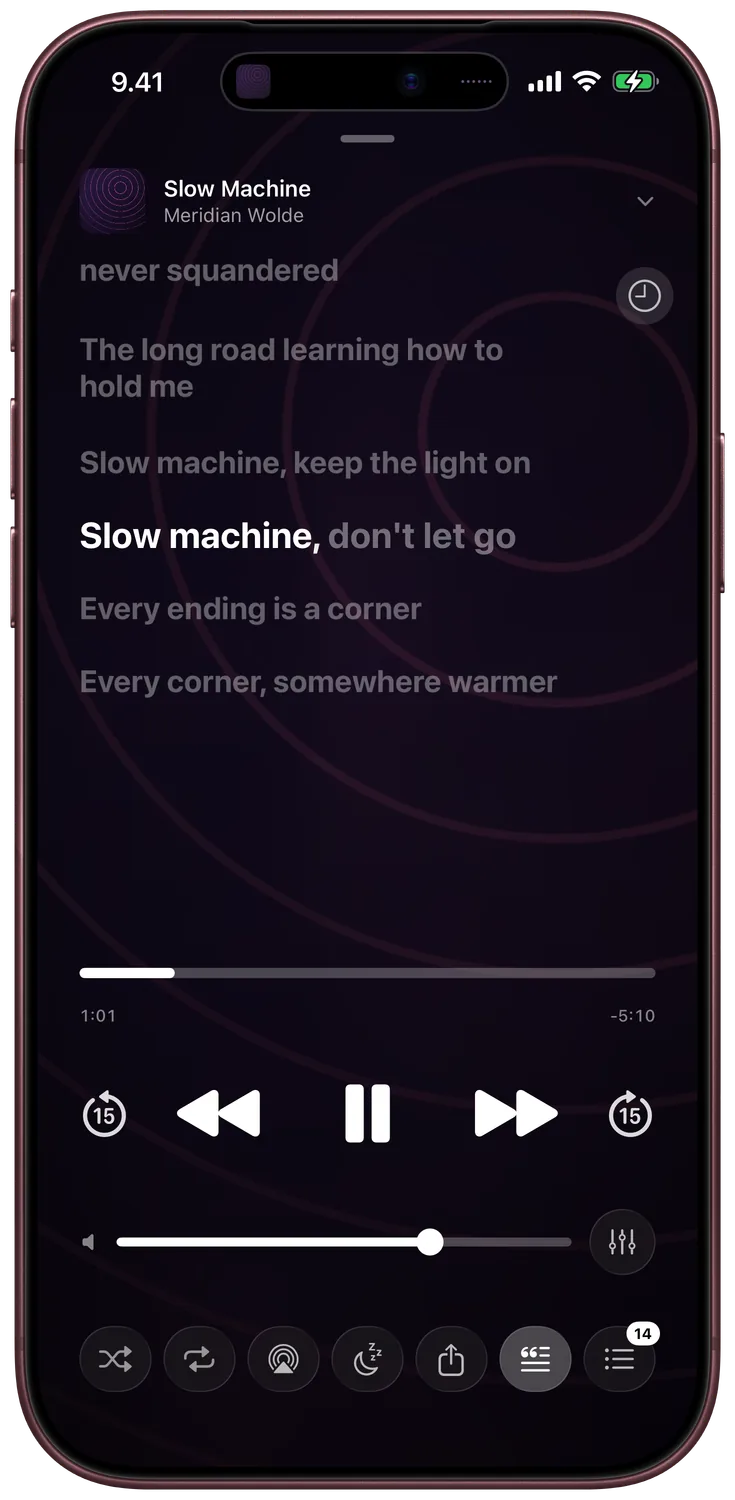 9.41
Slow Machine
Meridian Wolde
never squandered
The long road learning how to
hold me
Slow machine, keep the light on
Slow machine, don't let go
Every ending is a corner
Every corner, somewhere warmer
1:01
-5:10
15
15
z z z z
14